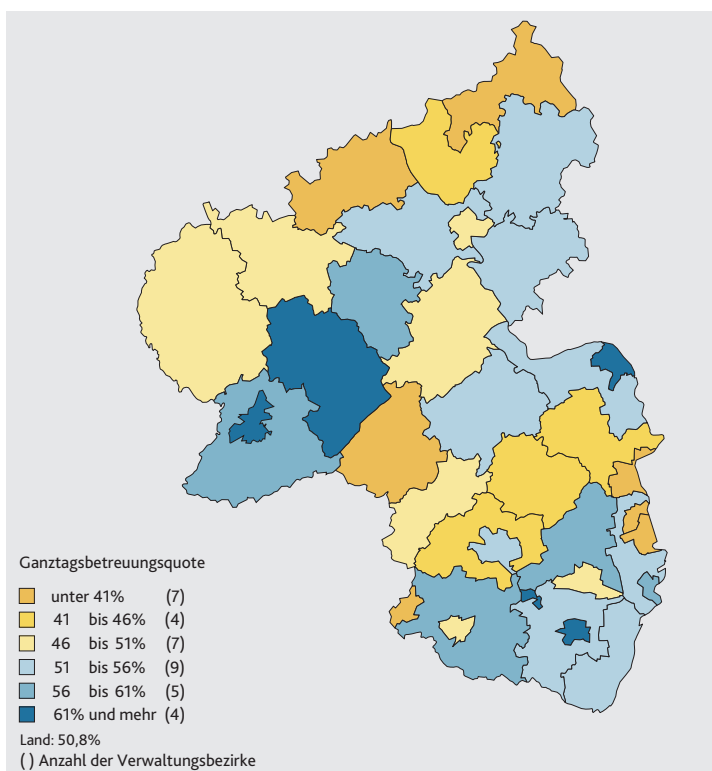 Ganztagsbetreuungsquote
unter 41% (7)
41 bis 46% (4)
46 bis 51% (7)
51 bis 56% (9)
56 bis 61% (5)
61% und mehr (4)
Land: 50,8%
( ) Anzahl der Verwaltungsbezirke